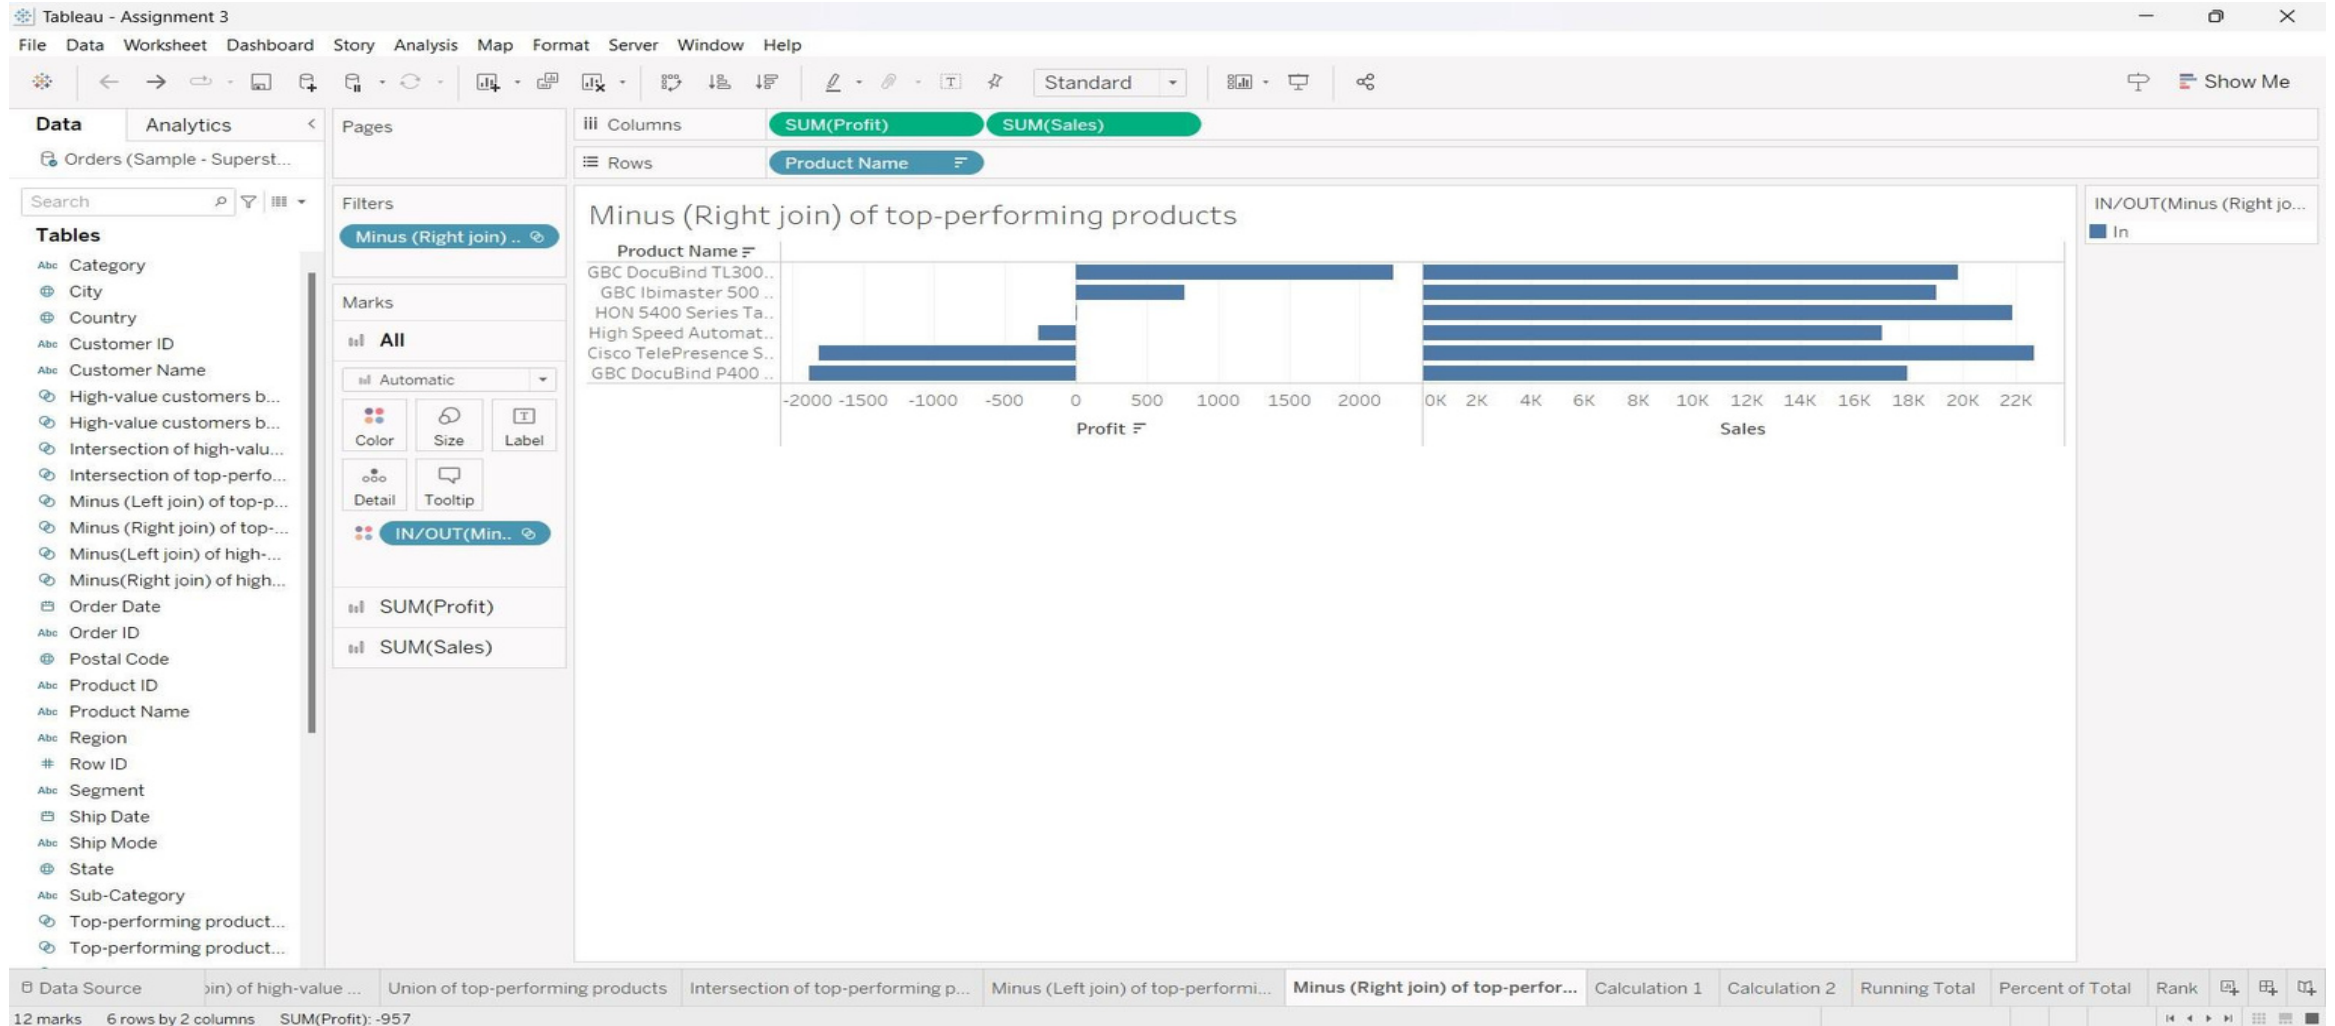 Tableau - Assignment 3
File Data Worksheet Dashboard Story Analysis Map Format Server Window Help
Standard
Show Me
Data
Analytics
Orders (Sample - Superst...
Search
Tables
Abc Category
City
Country
Abc Customer ID
Abc Customer Name
High-value customers b...
High-value customers b...
Intersection of high-valu...
Intersection of top-perfo...
Minus (Left join) of top-p...
Minus (Right join) of top-...
Minus(Left join) of high-...
Minus(Right join) of high...
Order Date
Abc Order ID
Postal Code
Abc Product ID
Abc Product Name
Abc Region
# Row ID
Abc Segment
Ship Date
Abc Ship Mode
State
Abc Sub-Category
Top-performing product...
Top-performing product...
Pages
Filters
Minus (Right join) ..
Marks
All
Automatic
Color Size Label
Detail Tooltip
IN/OUT(Min..
SUM(Profit)
SUM(Sales)
Columns SUM(Profit) SUM(Sales)
Rows Product Name
Minus (Right join) of top-performing products
Product Name
GBC DocuBind TL300..
GBC Ibimaster 500 ..
HON 5400 Series Ta..
High Speed Automat..
Cisco TelePresence S..
GBC DocuBind P400 ..
-2000 -1500 -1000 -500 0 500 1000 1500 2000 0K 2K 4K 6K 8K 10K 12K 14K 16K 18K 20K 22K
Profit Sales
IN/OUT(Minus (Right jo...
In
Data Source oin) of high-value ... Union of top-performing products Intersection of top-performing p... Minus (Left join) of top-performi... Minus (Right join) of top-perfor... Calculation 1 Calculation 2 Running Total Percent of Total Rank
12 marks 6 rows by 2 columns SUM(Profit): -957